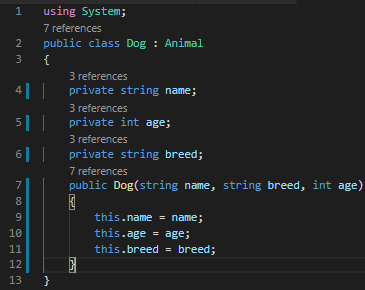 1 using System;
7 references
2 public class Dog : Animal
3 {
3 references
4 private string name;
3 references
5 private int age;
3 references
6 private string breed;
7 references
7 public Dog(string name, string breed, int age)
8 {
9 this.name = name;
10 this.age = age;
11 this.breed = breed;
12 }
13 }